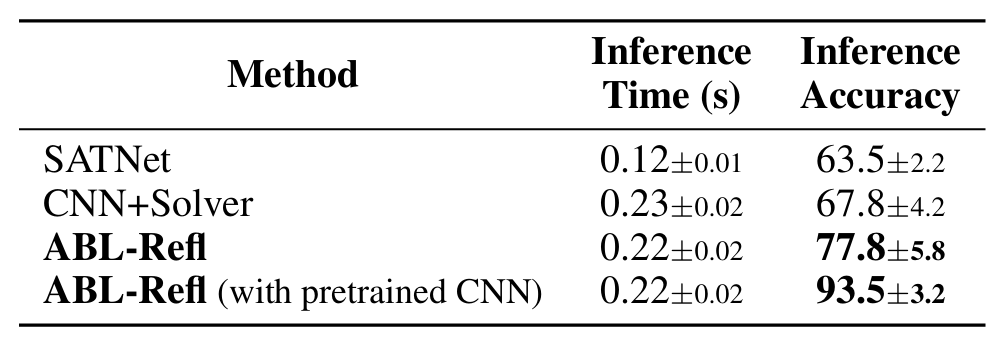 Method Inference Time (s) Inference Accuracy
SATNet 0.12±0.01 63.5±2.2
CNN+Solver 0.23±0.02 67.8±4.2
ABL-Refl 0.22±0.02 77.8±5.8
ABL-Refl (with pretrained CNN) 0.22±0.02 93.5±3.2